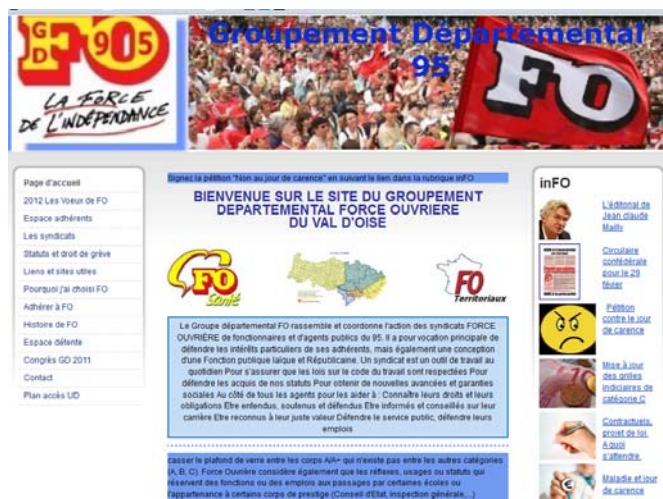 GD FO 95
LA FORCE
DE L'INDÉPENDANCE
Groupement Départemental
95
FO
Page d'accueil
2012 Les Voeux de FO
Espace adhérents
Les syndicats
Statuts et droit de grève
Liens et sites utiles
Pourquoi j'ai choisi FO
Adhérer à FO
Histoire de FO
Espace détente
Congrès GD 2011
Contact
Plan accès UD
Signez la pétition "Non au jour de carence" en suivant le lien dans la rubrique inFO
BIENVENUE SUR LE SITE DU GROUPEMENT
DEPARTEMENTAL FORCE OUVRIERE
DU VAL D'OISE
FO
Santé
FO
Territoriaux
Le Groupe départemental FO rassemble et coordonne l'action des syndicats FORCE
OUVRIÈRE de fonctionnaires et d'agents publics du 95. Il a pour vocation principale de
défendre les intérêts particuliers de ses adhérents, mais également une conception
d'une Fonction publique laïque et Républicaine. Un syndicat est un outil de travail au
quotidien Pour s'assurer que les lois sur le code du travail sont respectées Pour
défendre les acquis de nos statuts Pour obtenir de nouvelles avancées et garanties
sociales Au côté de tous les agents pour les aider à : Connaître leurs droits et leurs
obligations Etre entendus, soutenus et défendus Etre informés et conseillés sur leur
carrière Etre reconnus à leur juste valeur Défendre le service public, défendre leurs
emplois
casser le plafond de verre entre les corps A/A+ qui n'existe pas entre les autres catégories
(A, B, C). Force Ouvrière considère également que les réflexes, usages ou statuts qui
réservent des fonctions ou des emplois aux passages par certaines écoles ou
l'appartenance à certains corps de prestige (Conseil d'Etat, inspection générale,...)
inFO
L'éditorial de
Jean claude
Mailly
Circulaire
confédérale
pour le 29
février
Pétition
contre le jour
de carence
Mise à jour
des grilles
indiciaires de
catégorie C
Contractuels,
projet de loi.
A quoi
s'attendre.
Maladie et jour
de carence